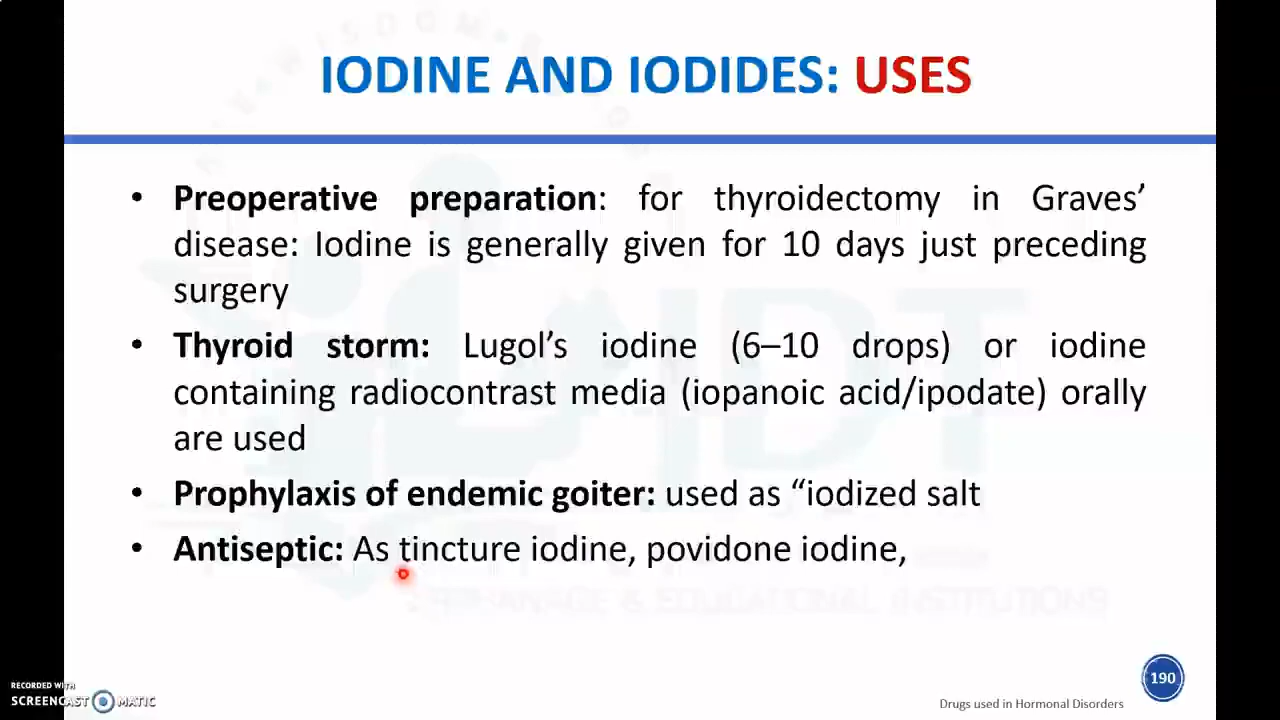 IODINE AND IODIDES: USES
• Preoperative preparation: for thyroidectomy in Graves’
disease: Iodine is generally given for 10 days just preceding
surgery
• Thyroid storm: Lugol’s iodine (6–10 drops) or iodine
containing radiocontrast media (iopanoic acid/ipodate) orally
are used
• Prophylaxis of endemic goiter: used as “iodized salt
• Antiseptic: As tincture iodine, povidone iodine,
& EDUCATIONAL INSTITUTIONS
190
Drugs used in Hormonal Disorders
RECORDED WITH
SCREENCAST MATIC